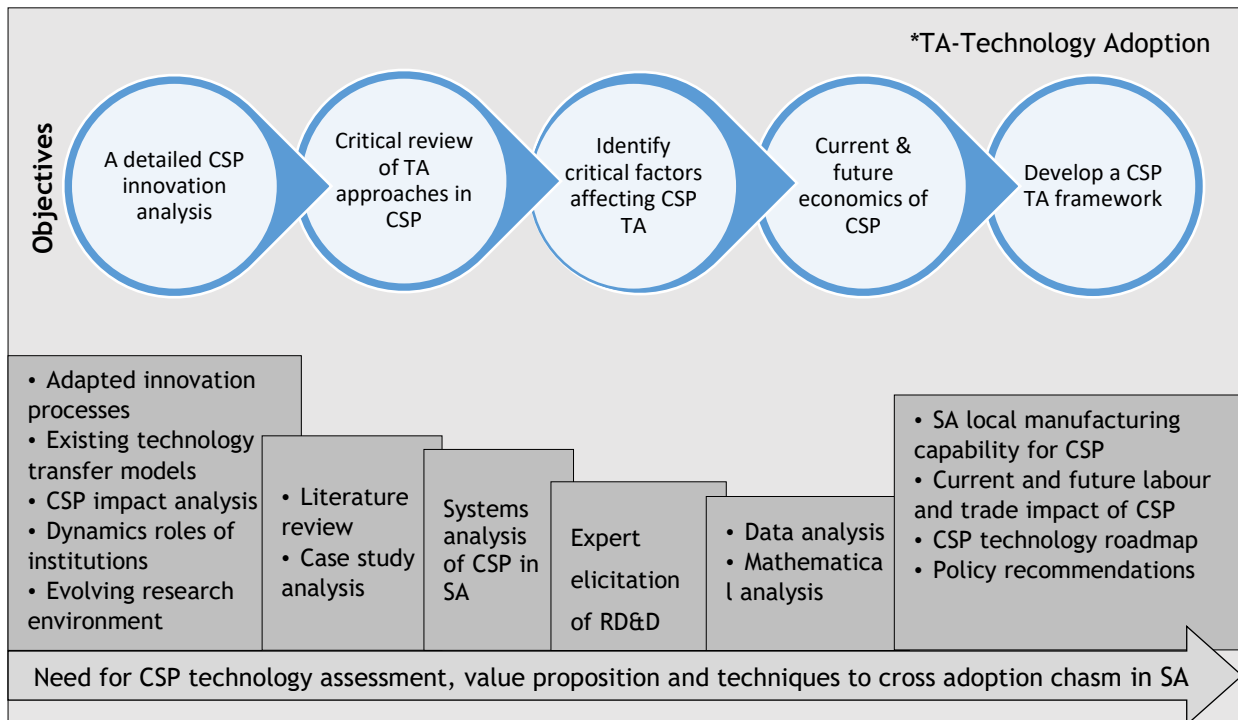 *TA-Technology Adoption
Objectives
A detailed CSP
innovation
analysis
Critical review
of TA
approaches in
CSP
Identify
critical factors
affecting CSP
TA
Current &
future
economics of
CSP
Develop a CSP
TA framework
• Adapted innovation
processes
• Existing technology
transfer models
• CSP impact analysis
• Dynamics roles of
institutions
• Evolving research
environment
• Literature
review
• Case study
analysis
Systems
analysis
of CSP in
SA
Expert
elicitation
of RD&D
• Data analysis
• Mathematica
l analysis
• SA local manufacturing
capability for CSP
• Current and future labour
and trade impact of CSP
• CSP technology roadmap
• Policy recommendations
Need for CSP technology assessment, value proposition and techniques to cross adoption chasm in SA